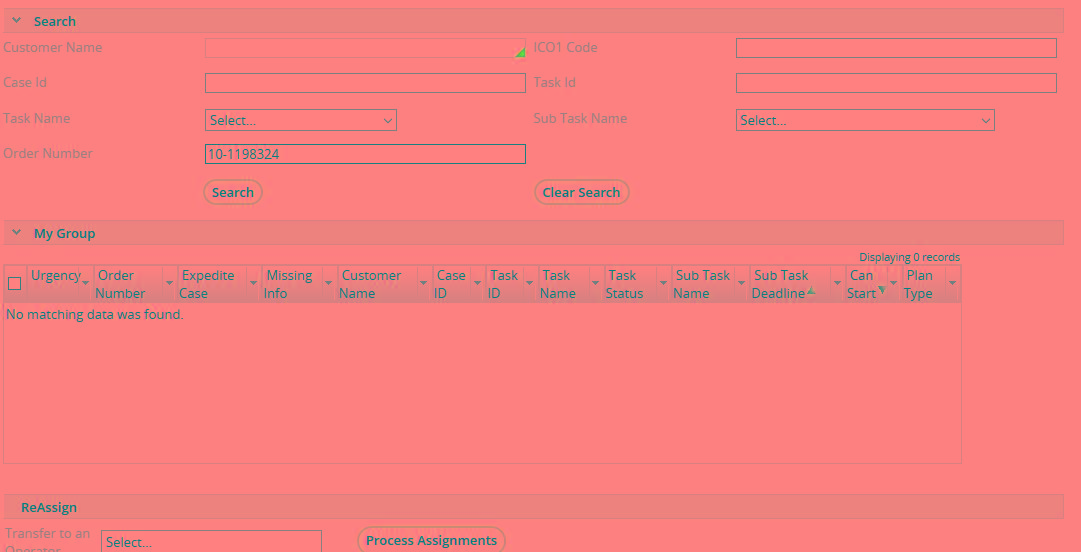 Search
Customer Name
ICO1 Code
Case Id
Task Id
Task Name Select... Sub Task Name Select...
Order Number 10-1198324
Search Clear Search
My Group
Displaying 0 records
Urgency Order Number Expedite Case Missing Info Customer Name Case ID Task ID Task Name Task Status Sub Task Name Sub Task Deadline Can Start Plan Type
No matching data was found.
ReAssign
Transfer to an Operator Select... Process Assignments